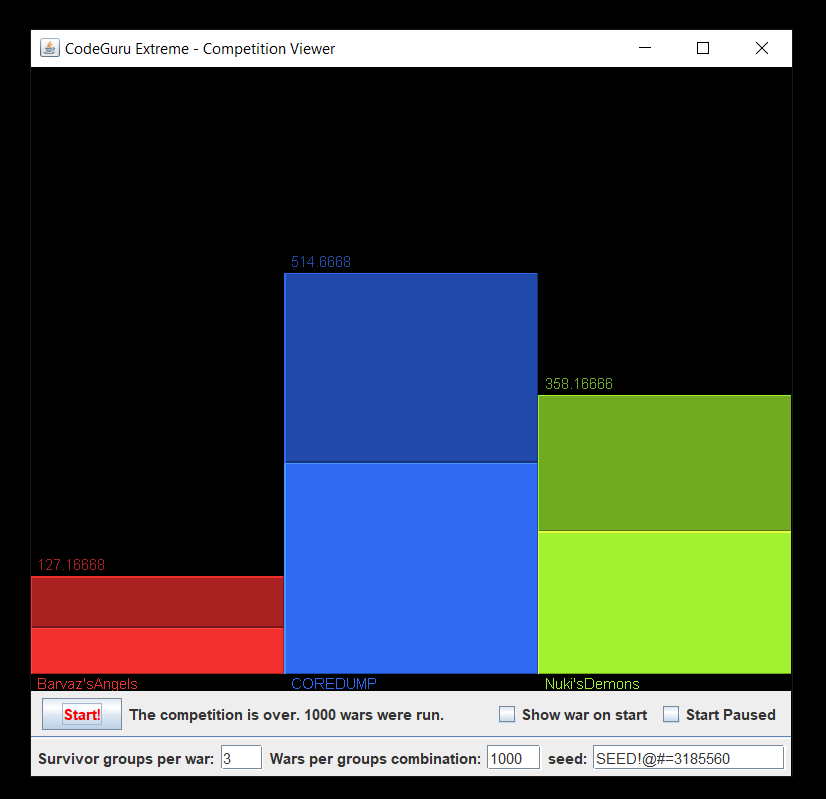 CodeGuru Extreme - Competition Viewer
514.6668
358.16666
127.16668
Barvaz'sAngels COREDUMP Nuki'sDemons
Start! The competition is over. 1000 wars were run. Show war on start Start Paused
Survivor groups per war: 3 Wars per groups combination: 1000 seed: SEED!@#=3185560